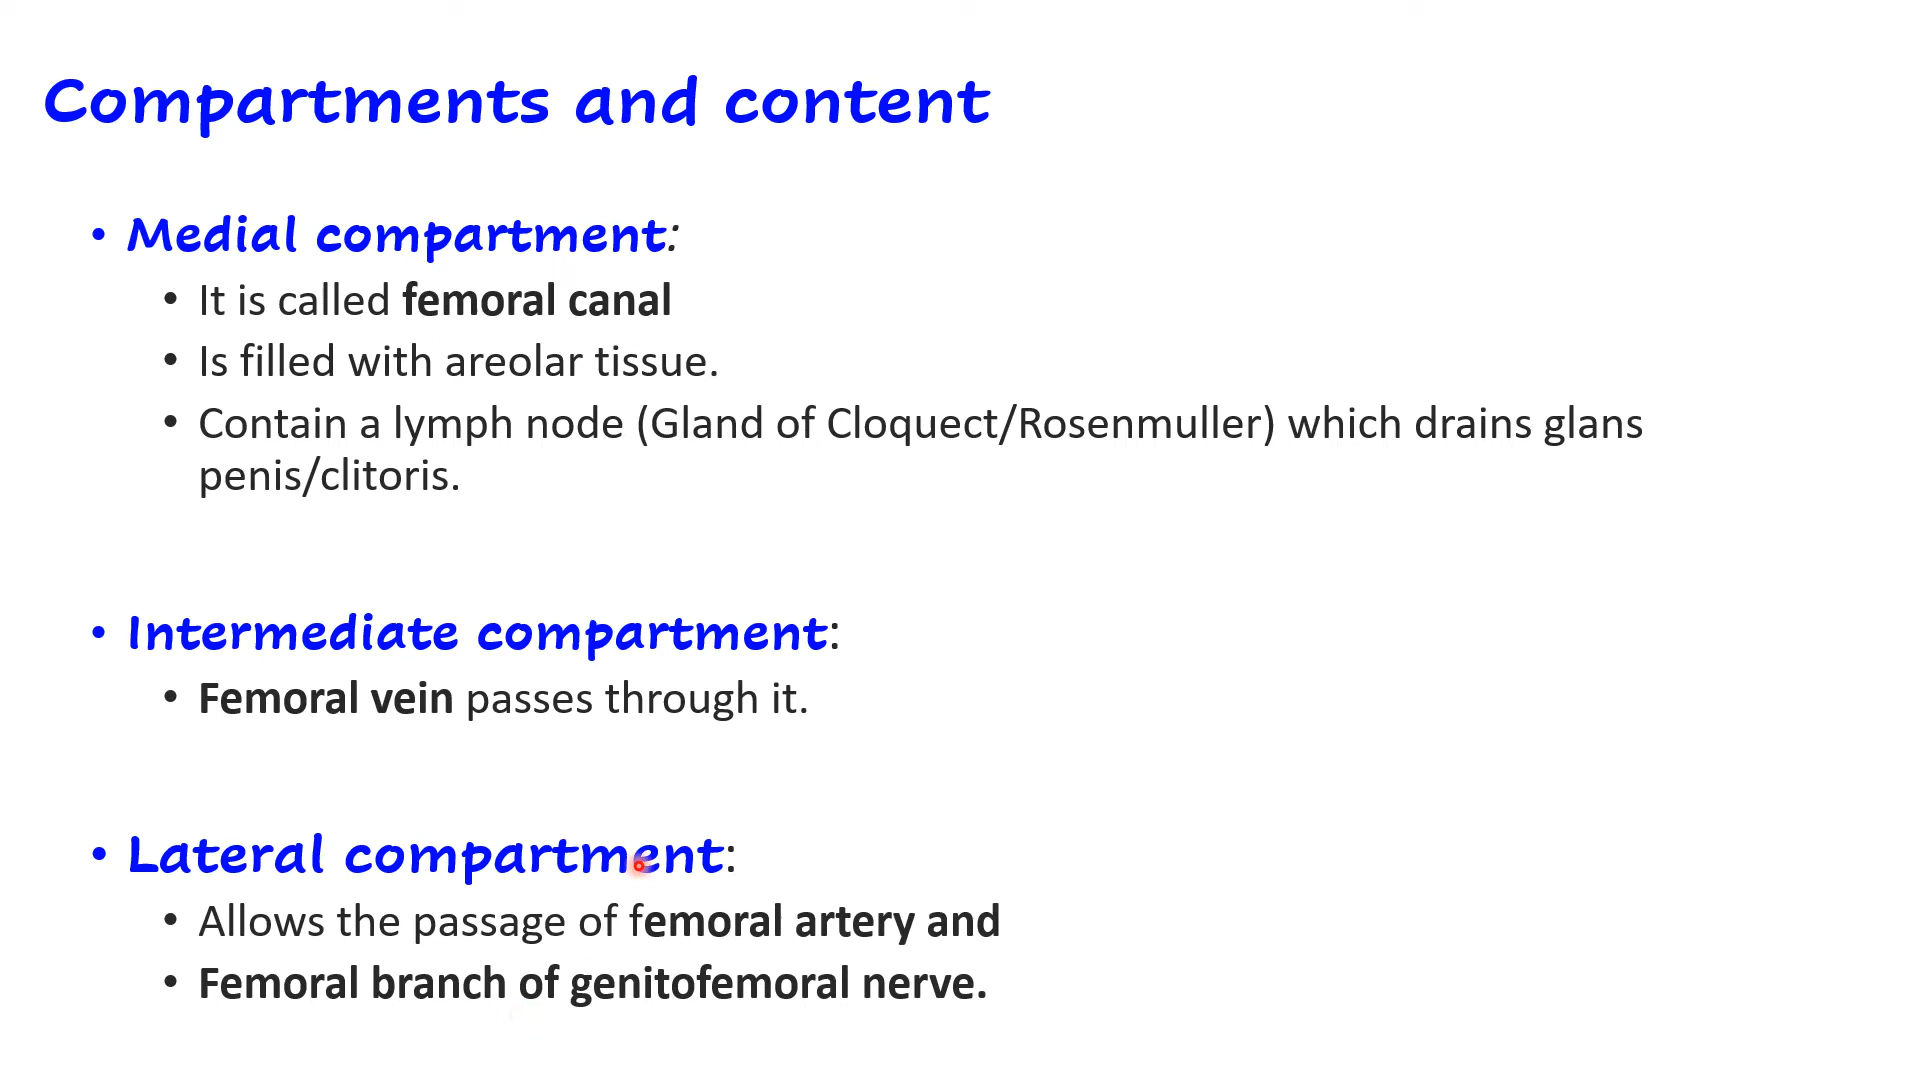 Compartments and content
• Medial compartment:
• It is called femoral canal
• Is filled with areolar tissue.
• Contain a lymph node (Gland of Cloquect/Rosenmuller) which drains glans
penis/clitoris.
• Intermediate compartment:
• Femoral vein passes through it.
• Lateral compartment:
• Allows the passage of femoral artery and
• Femoral branch of genitofemoral nerve.